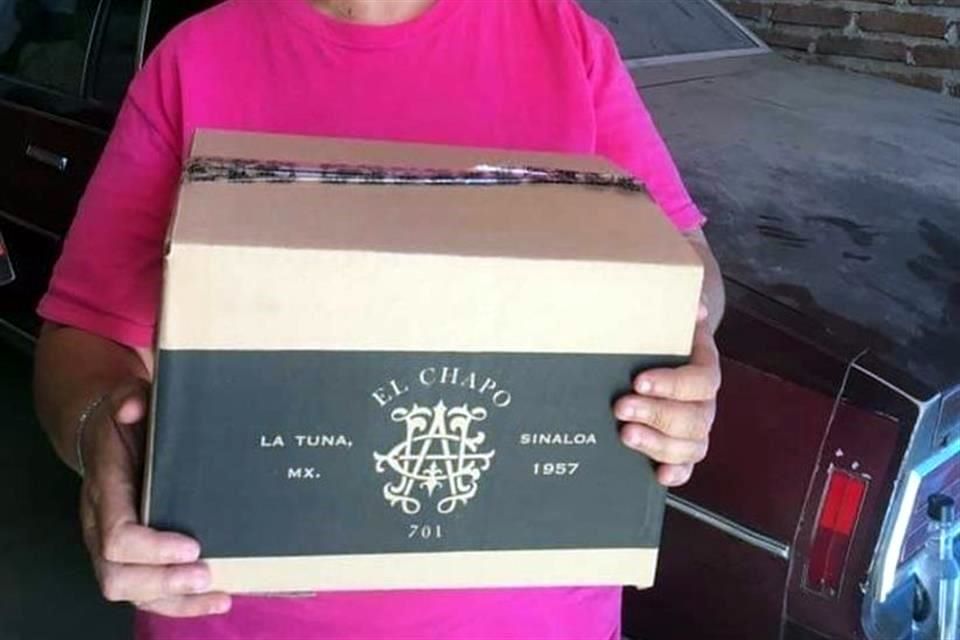 EL CHAPO
LA TUNA,
MX.
SINALOA
1957
701